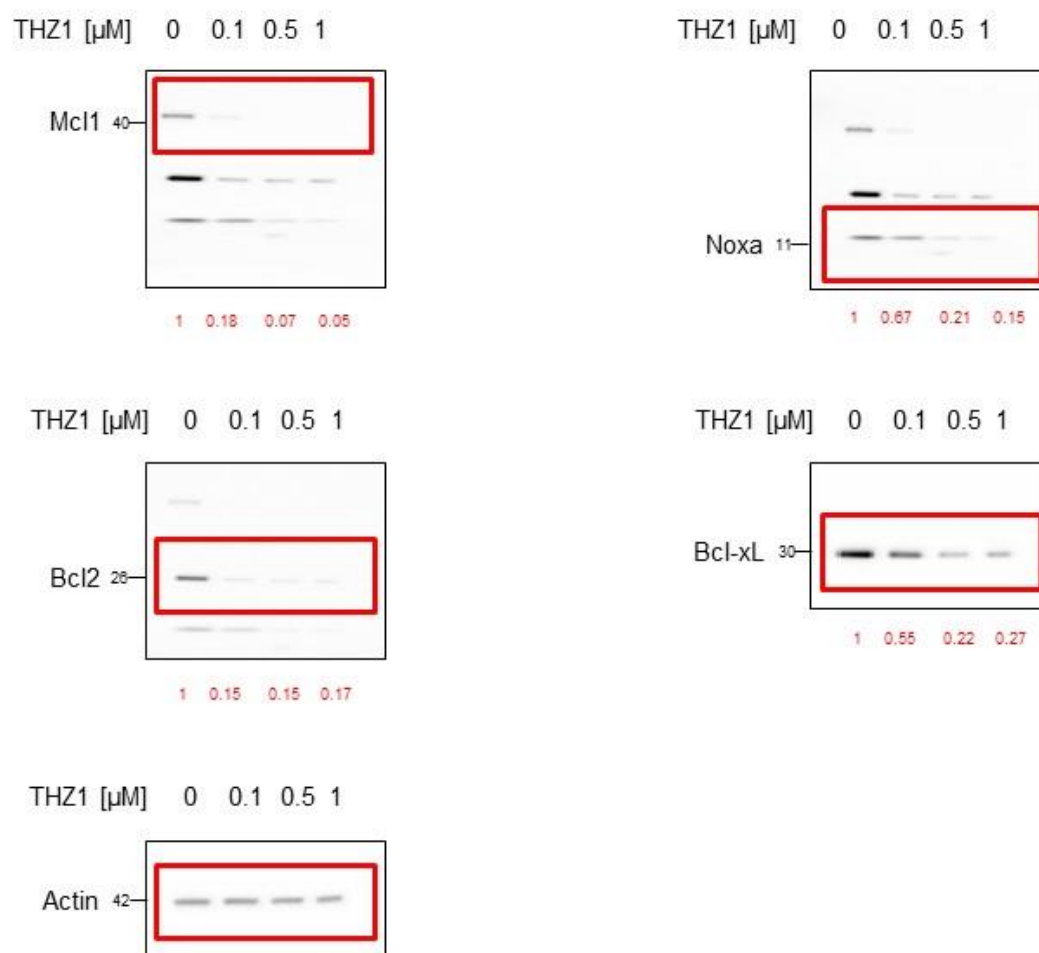 THZ1 [µM] 0 0.1 0.5 1
Mcl1 40
1 0.18 0.07 0.05
THZ1 [µM] 0 0.1 0.5 1
Noxa 11
1 0.67 0.21 0.15
THZ1 [µM] 0 0.1 0.5 1
Bcl2 26
1 0.15 0.15 0.17
THZ1 [µM] 0 0.1 0.5 1
Bcl-xL 30
1 0.55 0.22 0.27
THZ1 [µM] 0 0.1 0.5 1
Actin 42